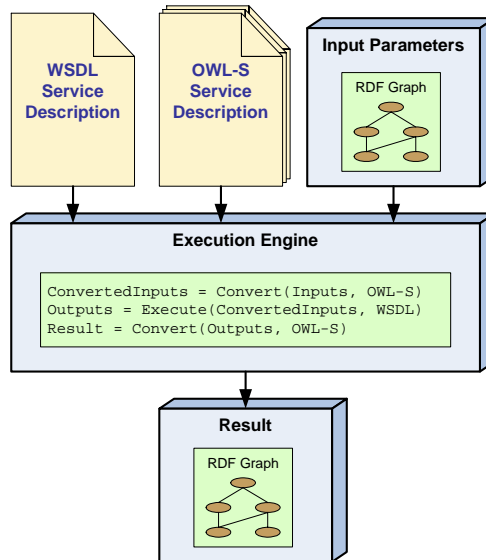 WSDL
Service
Description
OWL-S
Service
Description
Input Parameters
RDF Graph
Execution Engine
ConvertedInputs = Convert(Inputs, OWL-S)
Outputs = Execute(ConvertedInputs, WSDL)
Result = Convert(Outputs, OWL-S)
Result
RDF Graph